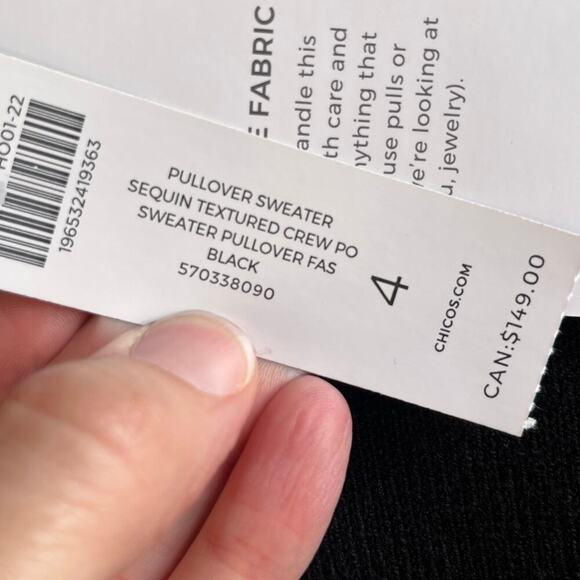 E FABRIC
andle this
th care and
ything that
use pulls or
e're looking at
u, jewelry).
HO01-22
196532419363
PULLOVER SWEATER
SEQUIN TEXTURED CREW PO
SWEATER PULLOVER FAS
BLACK
570338090
4
CHICOS.COM
CAN:$149.00